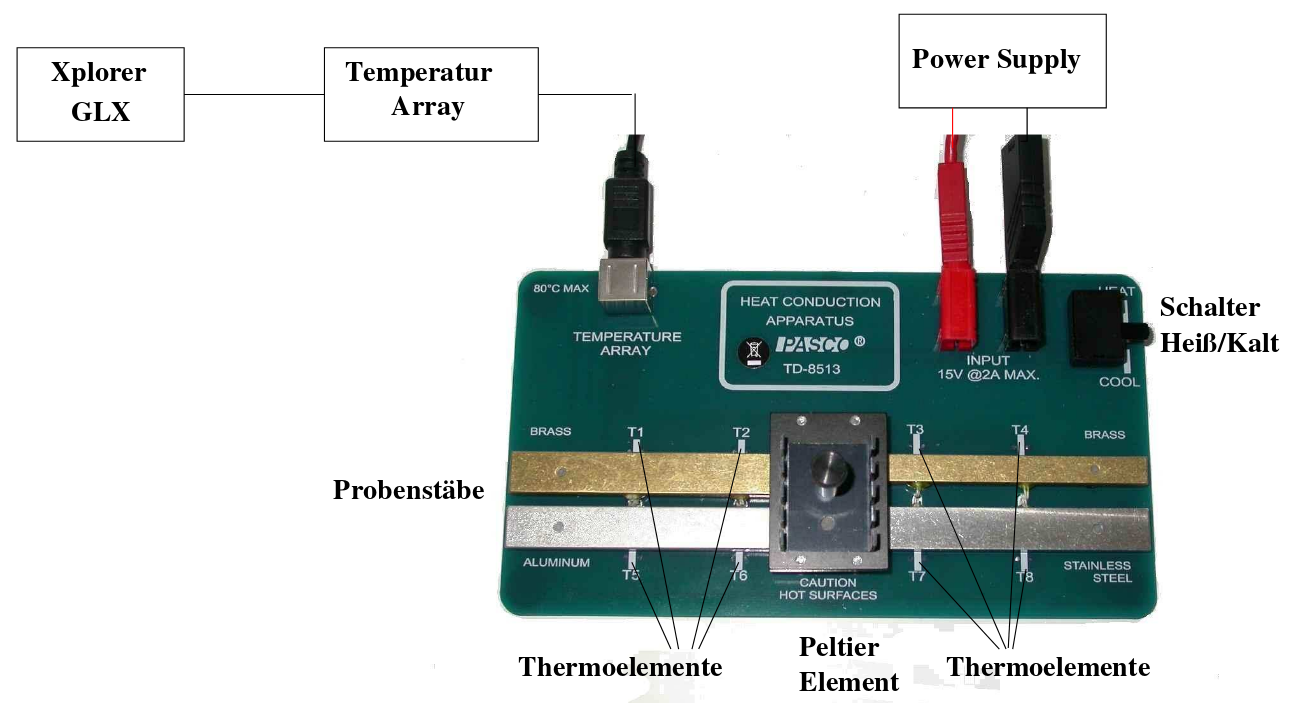 Xplorer
GLX
Temperatur
Array
Power Supply
80°C MAX
TEMPERATURE
ARRAY
HEAT CONDUCTION
APPARATUS
PASCO ®
TD-8513
INPUT
15V @2A MAX.
HEAT
COOL
Schalter
Heiß/Kalt
BRASS
T1
T2
T3
T4
BRASS
Probenstäbe
ALUMINUM
T5
T6
T7
T8
STAINLESS
STEEL
CAUTION
HOT SURFACES
Thermoelemente
Peltier
Element
Thermoelemente